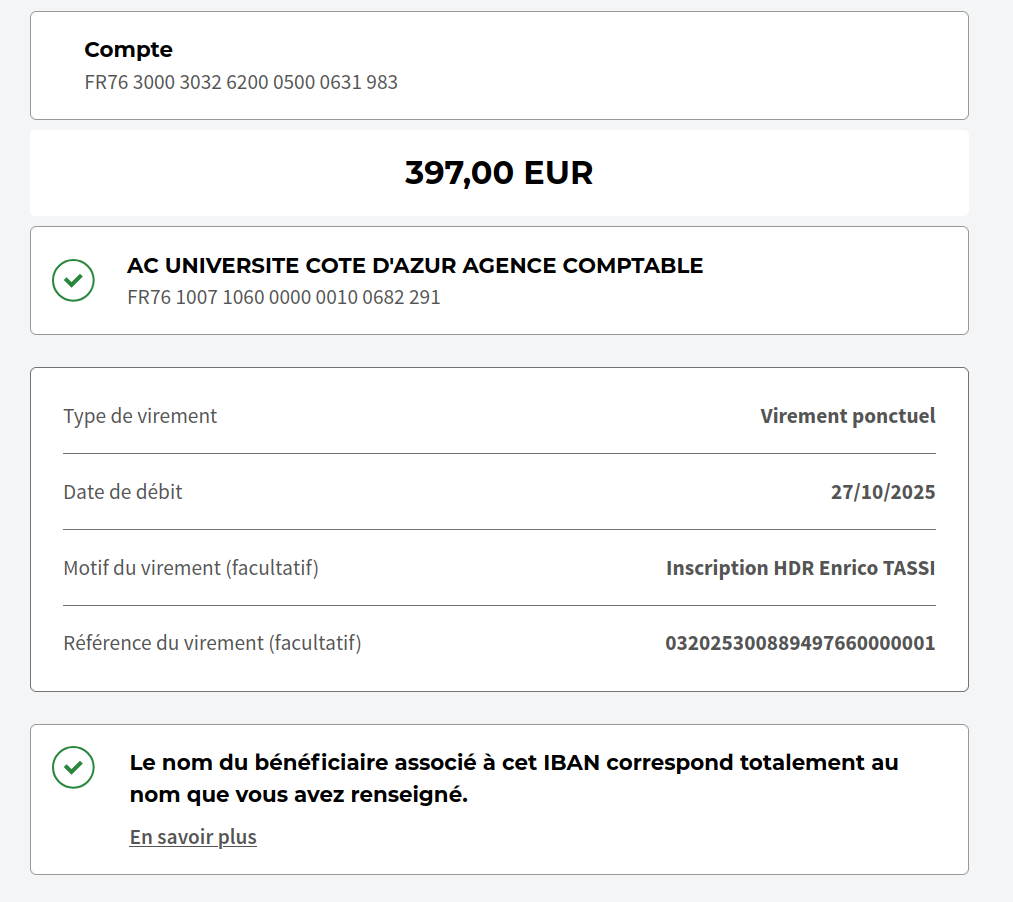 Compte
FR76 3000 3032 6200 0500 0631 983
397,00 EUR
AC UNIVERSITE COTE D'AZUR AGENCE COMPTABLE
FR76 1007 1060 0000 0010 0682 291
Type de virement Virement ponctuel
Date de débit 27/10/2025
Motif du virement (facultatif) Inscription HDR Enrico TASSI
Référence du virement (facultatif) 032025300889497660000001
Le nom du bénéficiaire associé à cet IBAN correspond totalement au
nom que vous avez renseigné.
En savoir plus